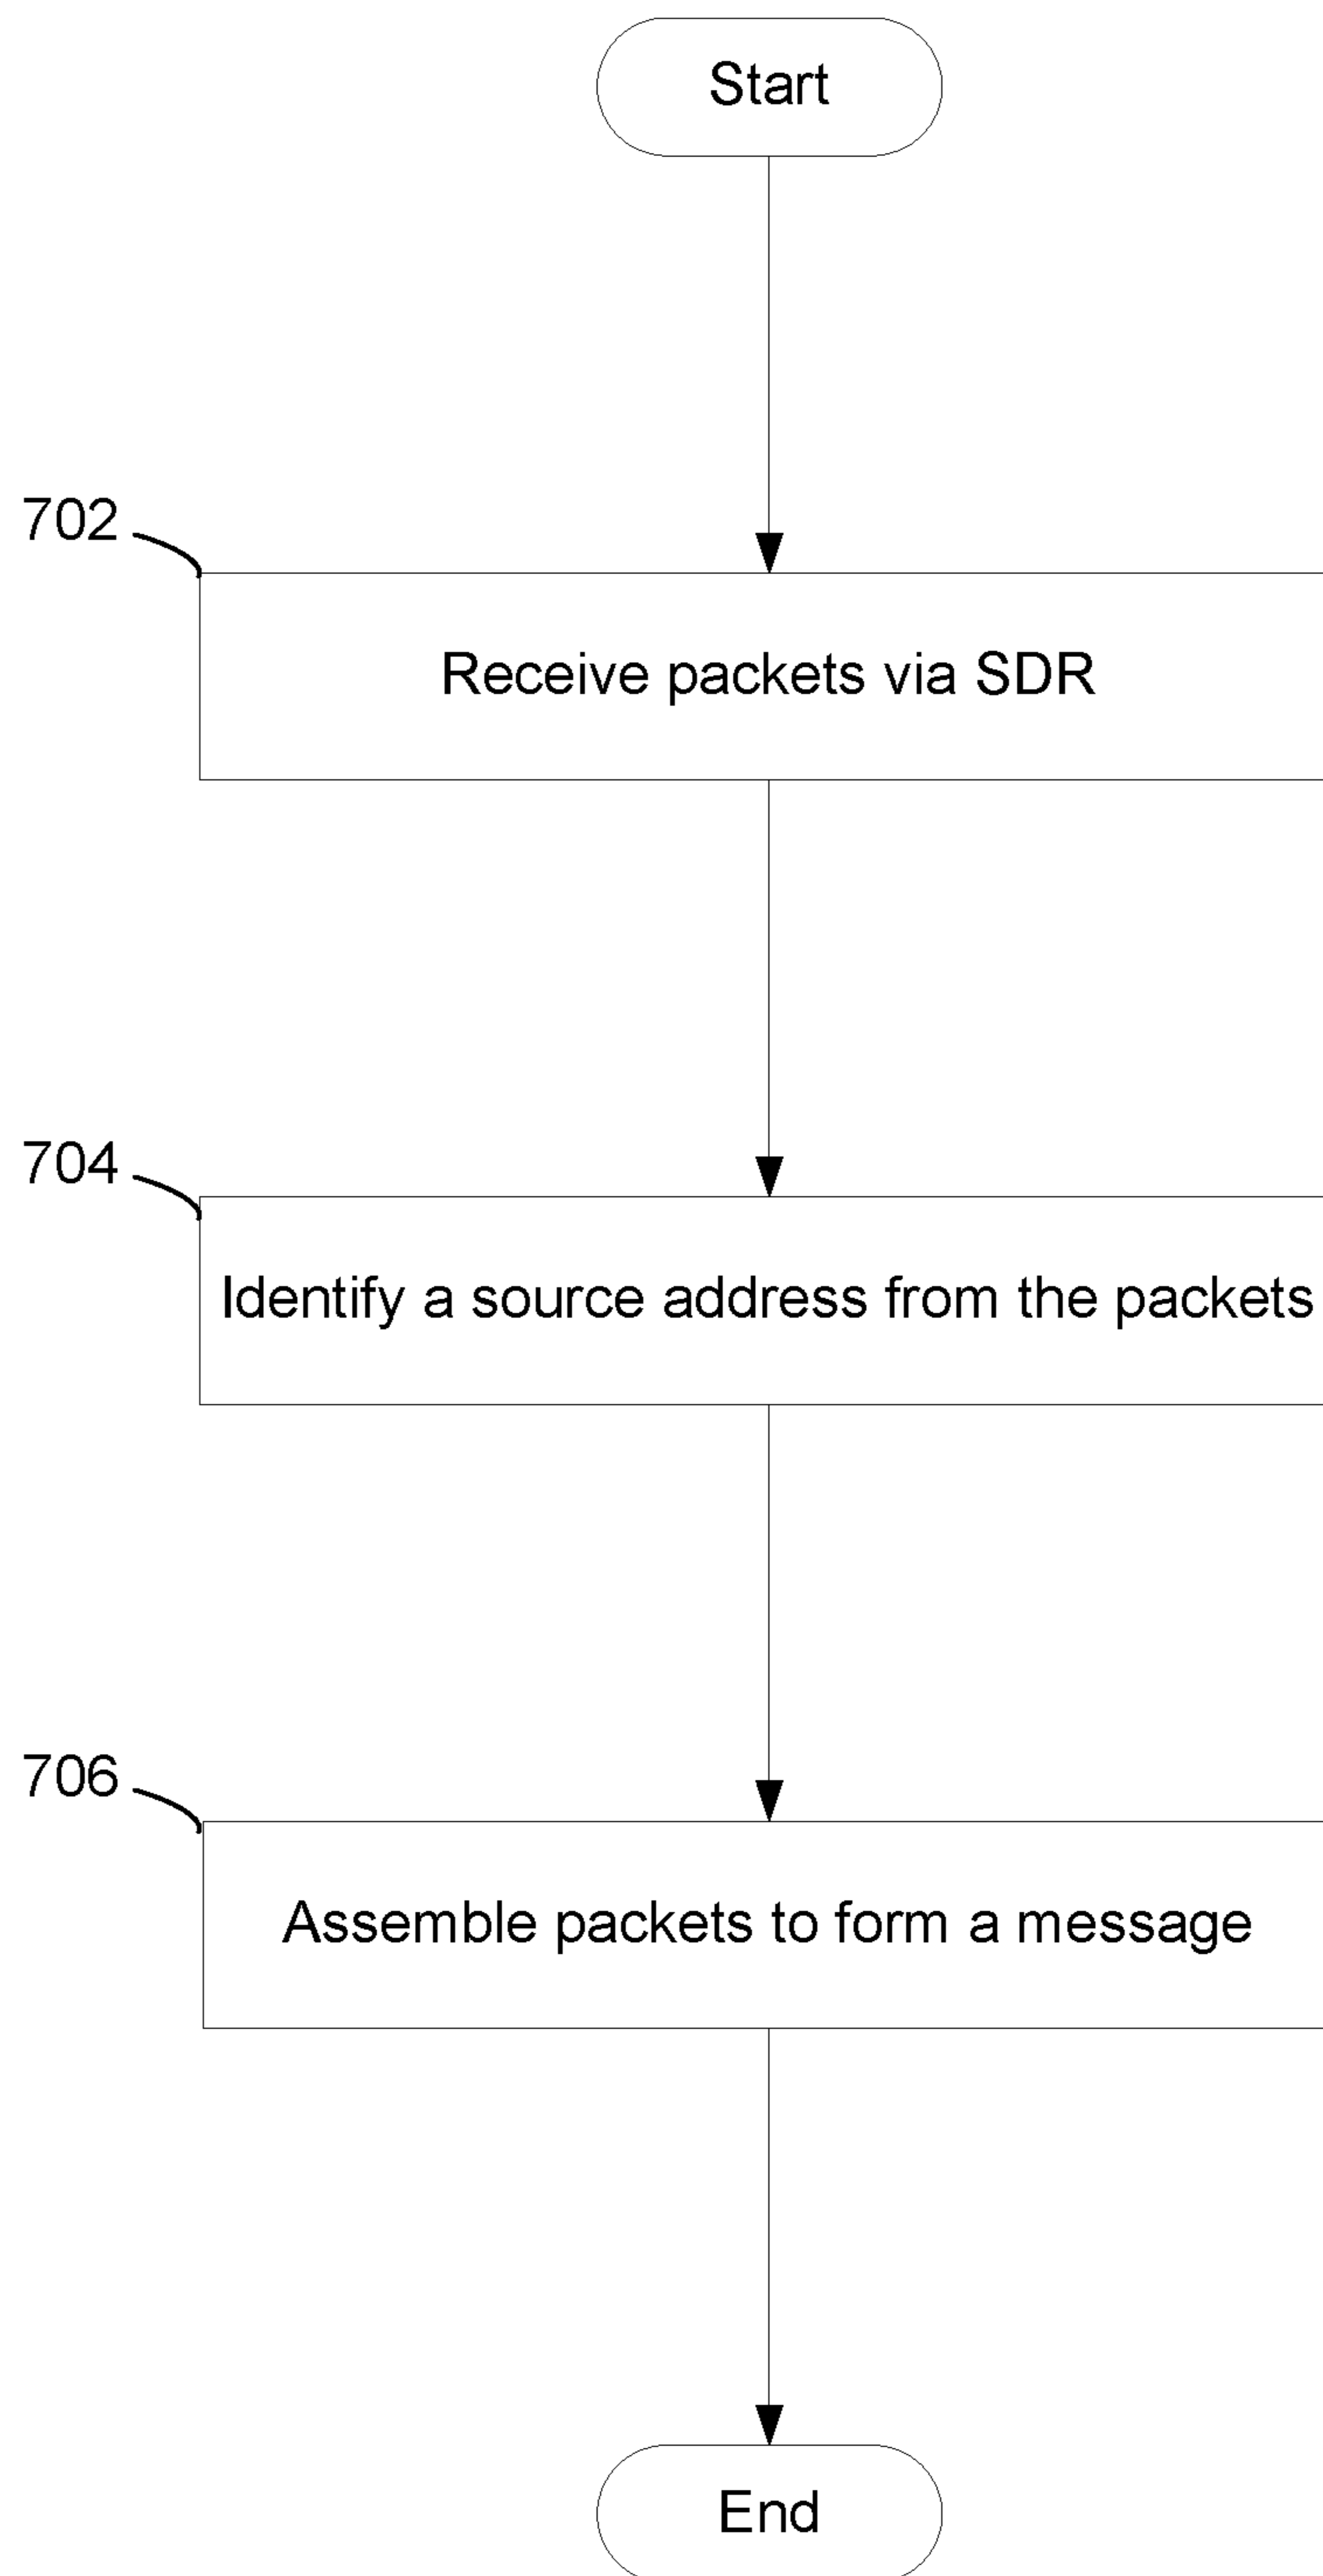 Start
702
Receive packets via SDR
704
Identify a source address from the packets
706
Assemble packets to form a message
End